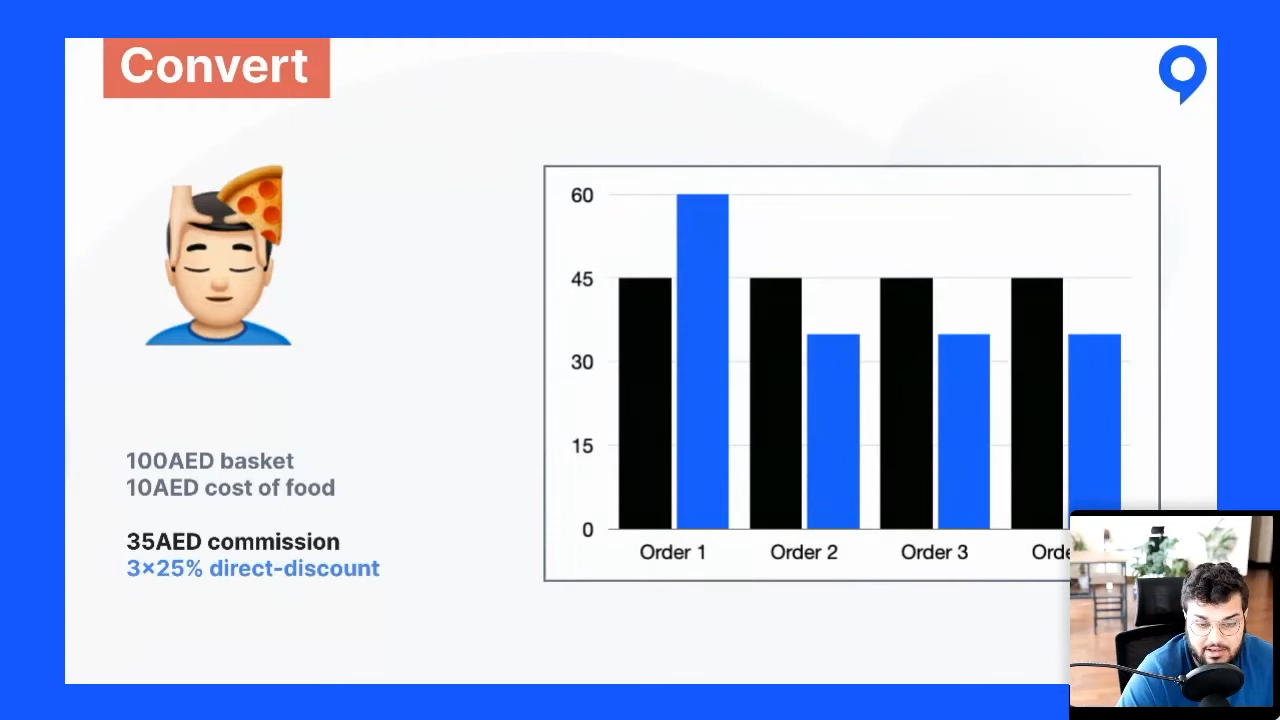 Convert
100AED basket
10AED cost of food
35AED commission
3×25% direct-discount
60
45
30
15
0
Order 1
Order 2
Order 3
Orde